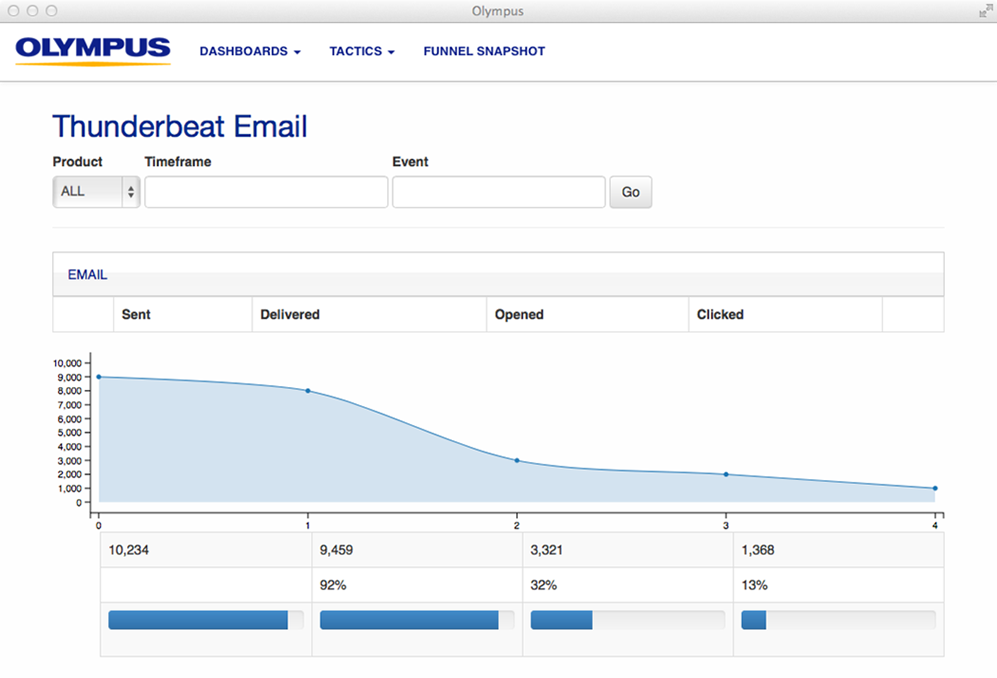 Olympus
OLYMPUS DASHBOARDS TACTICS FUNNEL SNAPSHOT
Thunderbeat Email
Product Timeframe Event
ALL Go
EMAIL
Sent Delivered Opened Clicked
10,000
9,000
8,000
7,000
6,000
5,000
4,000
3,000
2,000
1,000
0
0 1 2 3 4
10,234 9,459 3,321 1,368
92% 32% 13%